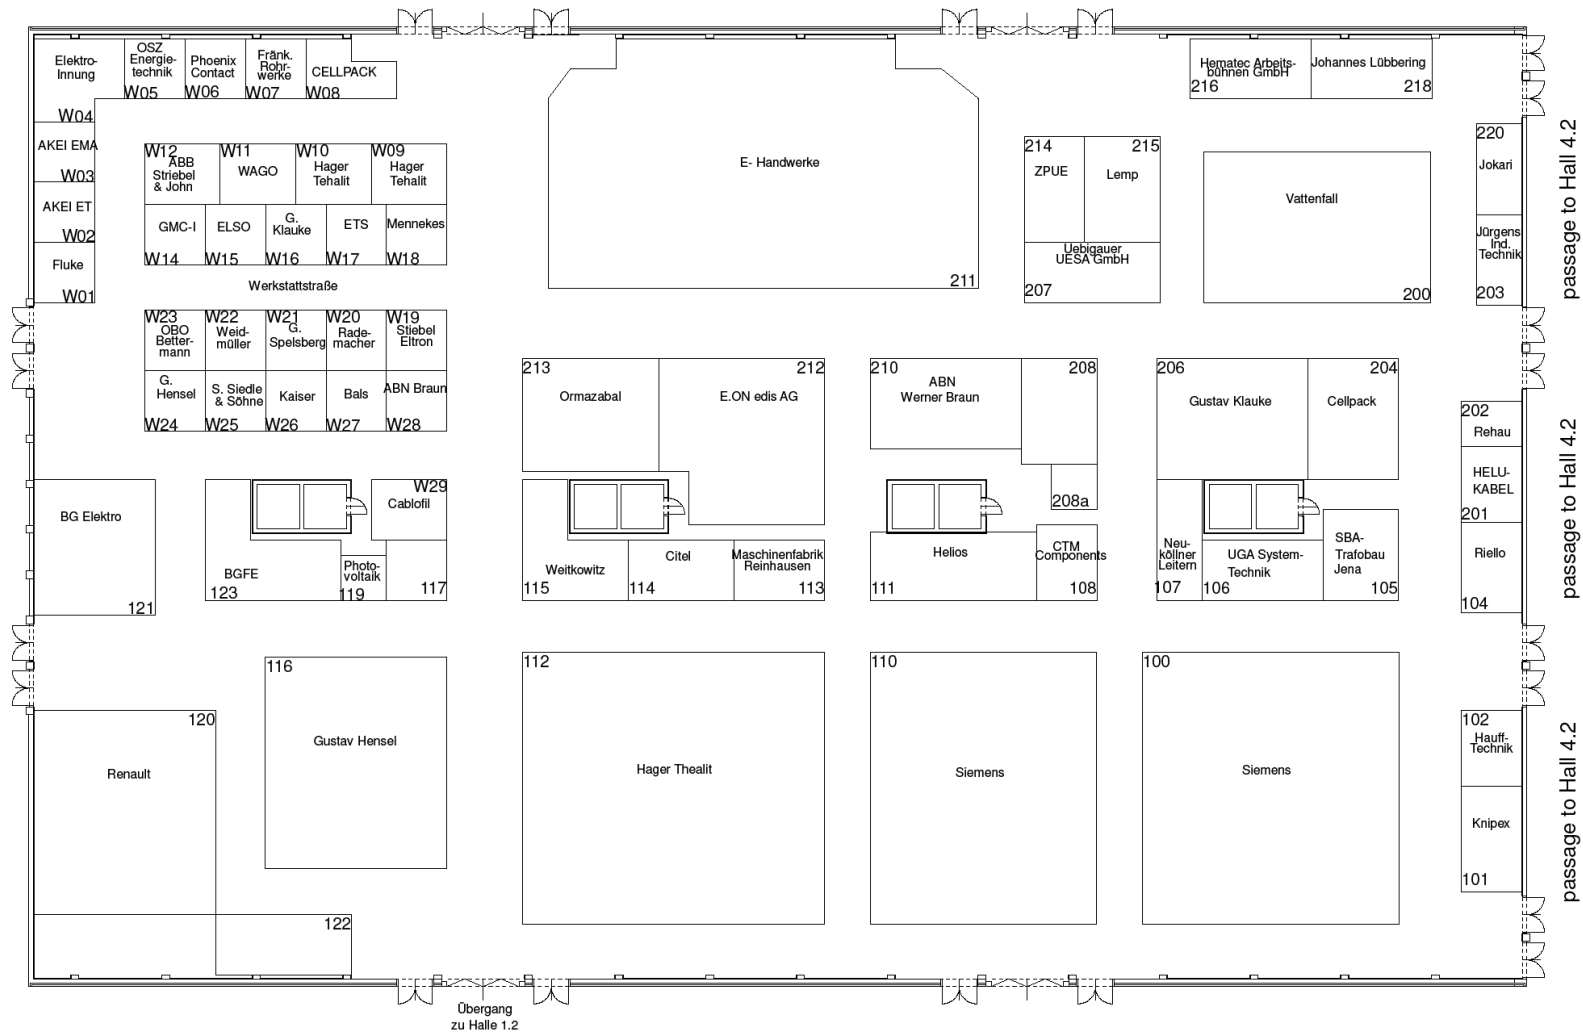 Elektro-
Innung
W04
OSZ
Energie-
technik
W05
Phoenix
Contact
W06
Fränk.
Rohr-
werke
W07
CELLPACK
W08
AKEI EMA
W03
AKEI ET
W02
Fluke
W01
W12
ABB
Striebel
& John
W11
WAGO
W10
Hager
Tehalit
W09
Hager
Tehalit
GMC-I
W14
ELSO
W15
G.
Klauke
W16
ETS
W17
Mennekes
W18
Werkstattstraße
W23
OBO
Better-
mann
W22
Weid-
müller
W21
G.
Spelsberg
W20
Rade-
macher
W19
Stiebel
Eltron
G.
Hensel
W24
S. Siedle
& Söhne
W25
Kaiser
W26
Bals
W27
ABN Braun
W28
E- Handwerke
211
214
ZPUE
215
Lemp
Uebigauer
UESA GmbH
207
Hematec Arbeits-
bühnen GmbH
216
Johannes Lübbering
218
Vattenfall
200
220
Jokari
Jürgens
Ind.
Technik
203
passage to Hall 4.2
213
Ormazabal
212
E.ON edis AG
210
ABN
Werner Braun
208
208a
206
Gustav Klauke
204
Cellpack
202
Rehau
HELU-
KABEL
201
Riello
104
passage to Hall 4.2
BG Elektro
121
BGFE
123
W29
Cablofil
Photo-
voltaik
119
117
Weitkowitz
115
Citel
114
Maschinenfabrik
Reinhausen
113
Helios
111
CTM
Components
108
Neu-
köllner
Leitern
107
UGA System-
Technik
106
SBA-
Trafobau
Jena
105
120
Renault
122
116
Gustav Hensel
112
Hager Thealit
110
Siemens
100
Siemens
102
Hauff-
Technik
Knipex
101
passage to Hall 4.2
Übergang
zu Halle 1.2